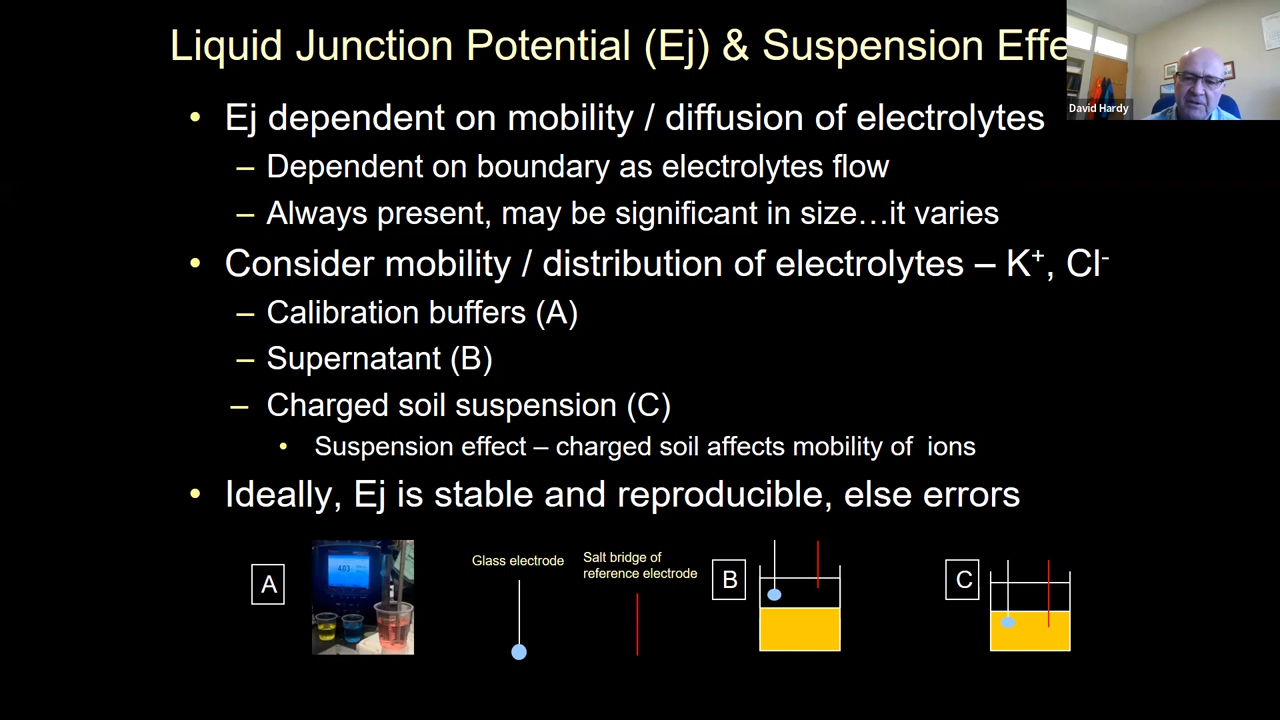 Liquid Junction Potential (Ej) & Suspension Effe
David Hardy
• Ej dependent on mobility / diffusion of electrolytes
– Dependent on boundary as electrolytes flow
– Always present, may be significant in size…it varies
• Consider mobility / distribution of electrolytes – K⁺, Cl⁻
– Calibration buffers (A)
– Supernatant (B)
– Charged soil suspension (C)
• Suspension effect – charged soil affects mobility of ions
• Ideally, Ej is stable and reproducible, else errors
A
4.03
Glass electrode
Salt bridge of
reference electrode
B
C